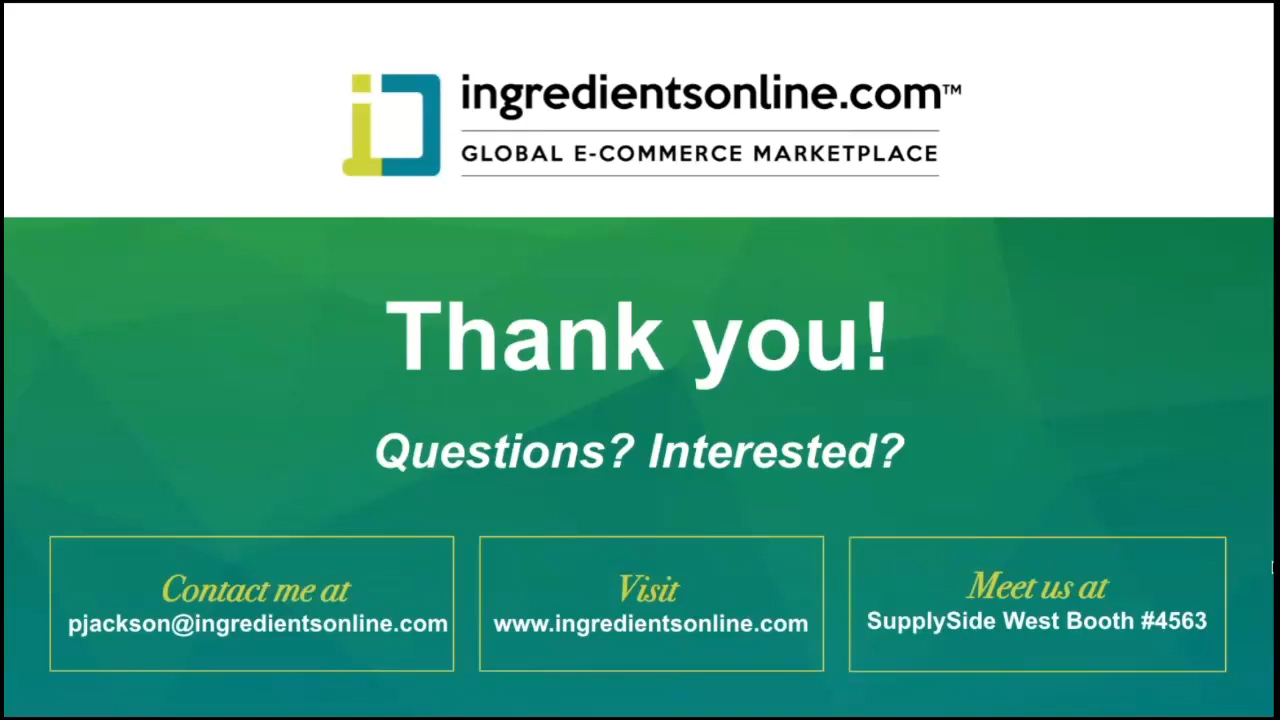 ingredientsonline.com™
GLOBAL E-COMMERCE MARKETPLACE
Thank you!
Questions? Interested?
Contact me at
pjackson@ingredientsonline.com
Visit
www.ingredientsonline.com
Meet us at
SupplySide West Booth #4563